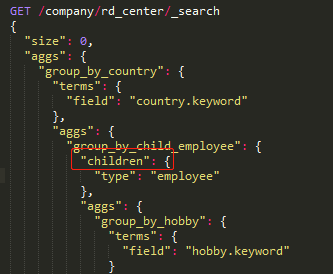 GET /company/rd_center/_search
{
"size": 0,
"aggs": {
"group_by_country": {
"terms": {
"field": "country.keyword"
},
"aggs": {
"group_by_child_employee": {
"children": {
"type": "employee"
},
"aggs": {
"group_by_hobby": {
"terms": {
"field": "hobby.keyword"
}